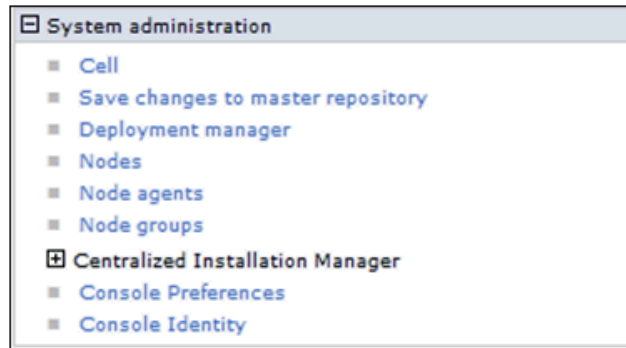 System administration
Cell
Save changes to master repository
Deployment manager
Nodes
Node agents
Node groups
Centralized Installation Manager
Console Preferences
Console Identity